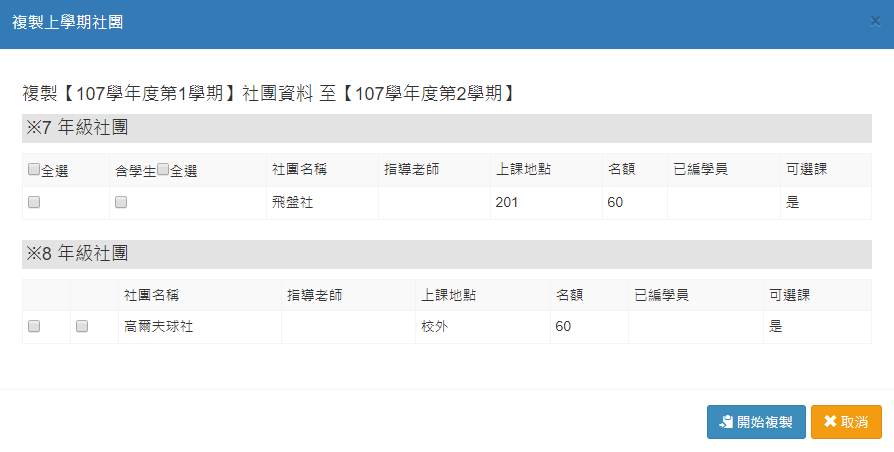 複製上學期社團 ×
複製【107學年度第1學期】社團資料 至【107學年度第2學期】
※7 年級社團
全選 含學生 全選 社團名稱 指導老師 上課地點 名額 已編學員 可選課
飛盤社 201 60 是
※8 年級社團
社團名稱 指導老師 上課地點 名額 已編學員 可選課
高爾夫球社 校外 60 是
開始複製 取消